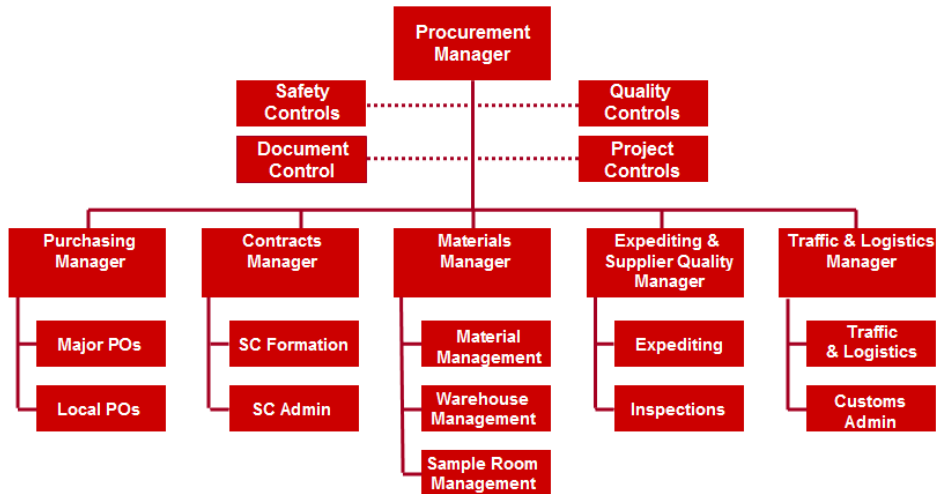 Procurement
Manager
Safety
Controls
Quality
Controls
Document
Control
Project
Controls
Purchasing
Manager
Contracts
Manager
Materials
Manager
Expediting &
Supplier Quality
Manager
Traffic & Logistics
Manager
Major POs
SC Formation
Material
Management
Expediting
Traffic
& Logistics
Local POs
SC Admin
Warehouse
Management
Inspections
Customs
Admin
Sample Room
Management